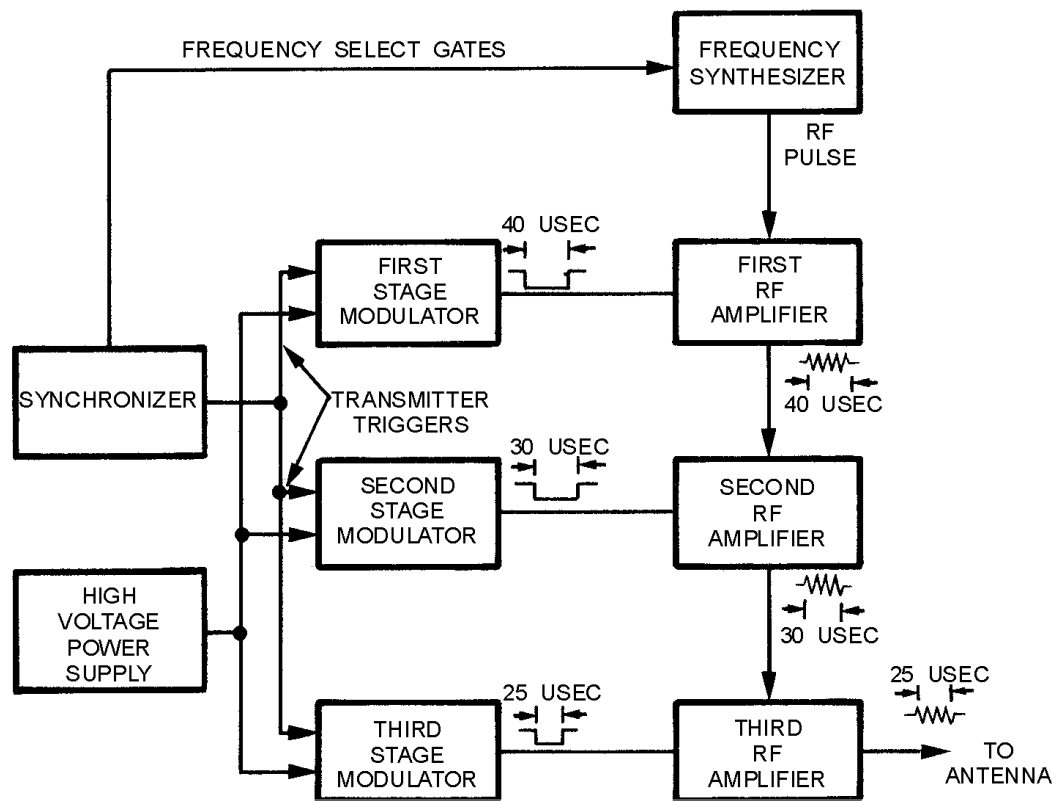 FREQUENCY SELECT GATES
FREQUENCY
SYNTHESIZER
RF
PULSE
40 USEC
FIRST
STAGE
MODULATOR
FIRST
RF
AMPLIFIER
SYNCHRONIZER
TRANSMITTER
TRIGGERS
40 USEC
30 USEC
SECOND
STAGE
MODULATOR
SECOND
RF
AMPLIFIER
HIGH
VOLTAGE
POWER
SUPPLY
30 USEC
25 USEC
25 USEC
THIRD
STAGE
MODULATOR
THIRD
RF
AMPLIFIER
TO
ANTENNA